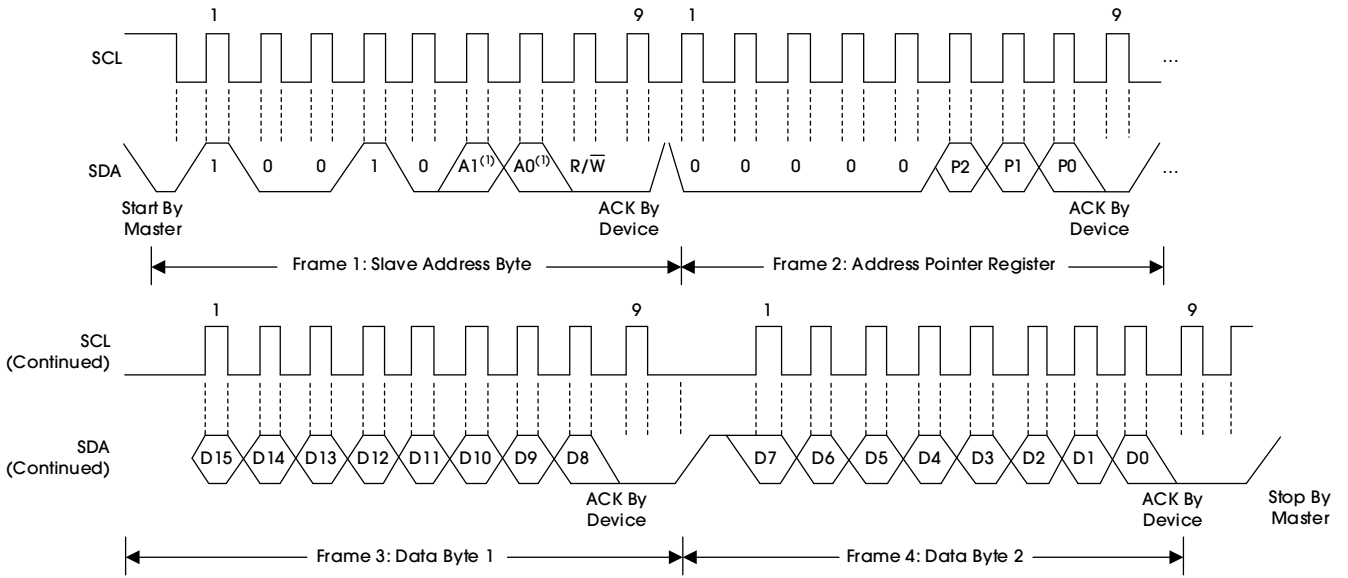 1 9 1 9
SCL ...
SDA 1 0 0 1 0 A1(1) A0(1) R/W̅ 0 0 0 0 0 P2 P1 P0 ...
Start By Master ACK By Device ACK By Device
Frame 1: Slave Address Byte Frame 2: Address Pointer Register
1 9 1 9
SCL (Continued)
SDA (Continued) D15 D14 D13 D12 D11 D10 D9 D8 D7 D6 D5 D4 D3 D2 D1 D0
ACK By Device ACK By Device Stop By Master
Frame 3: Data Byte 1 Frame 4: Data Byte 2